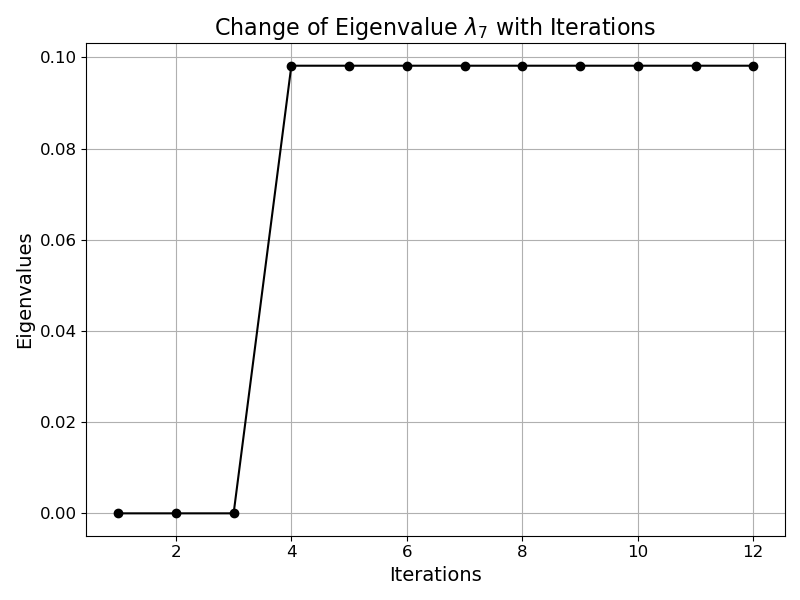 Change of Eigenvalue λ₇ with Iterations
0.10
0.08
0.06
0.04
0.02
0.00
Eigenvalues
2 4 6 8 10 12
Iterations